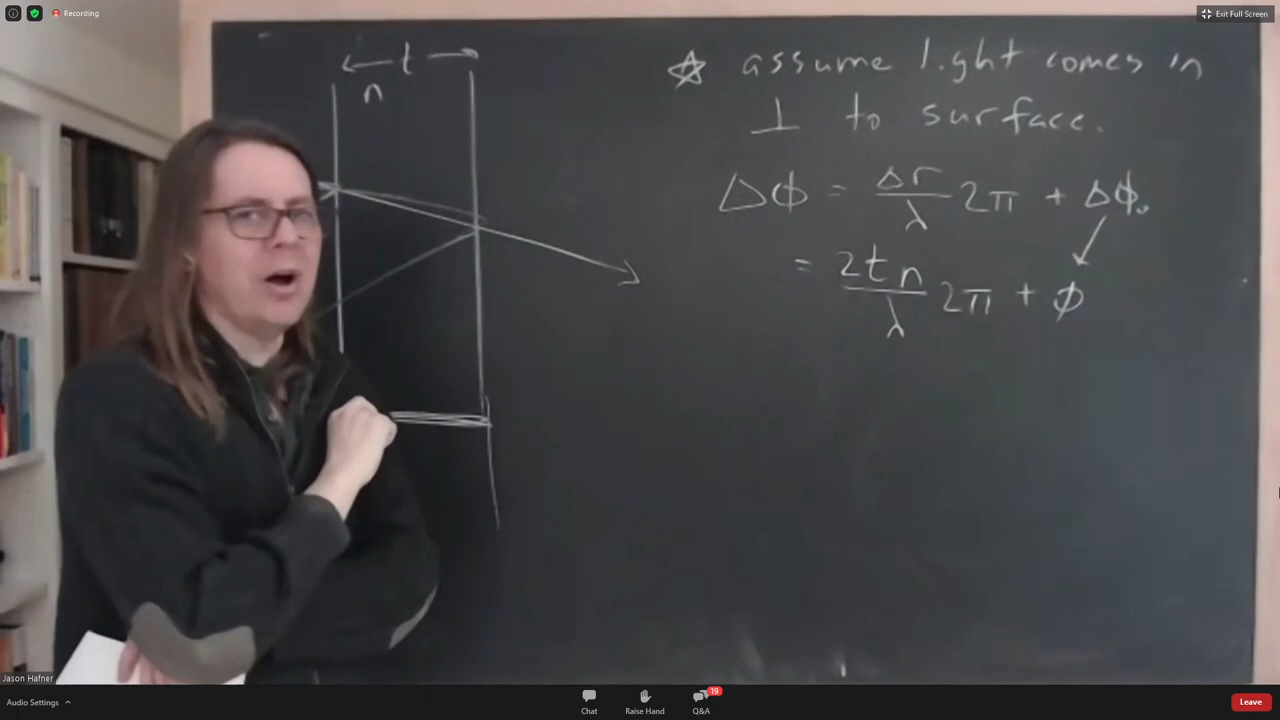 Recording
Exit Full Screen
← t →
n
☆ assume light comes in
⊥ to surface.
Δϕ = Δr/λ 2π + Δϕ₀
= 2tn/λ 2π + ϕ
Jason Hafner
Audio Settings
Chat
Raise Hand
19
Q&A
Leave